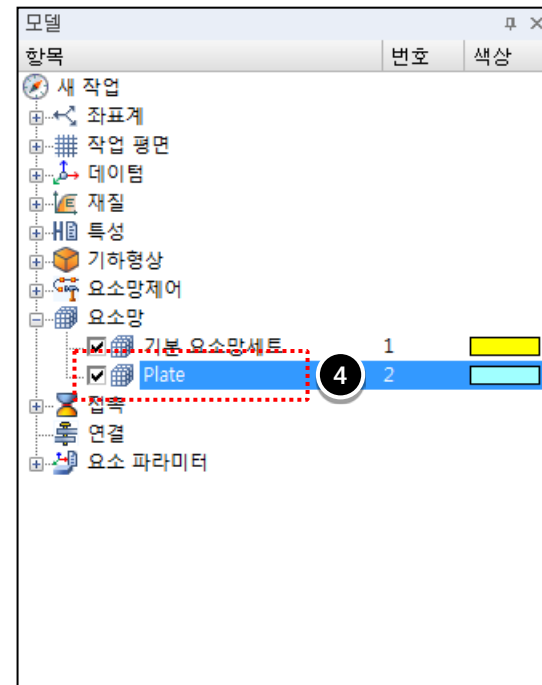 모델
항목 번호 색상
새 작업
좌표계
작업 평면
데이텀
재질
특성
기하형상
요소망제어
요소망
기본 요소망세트 1
Plate 4 2
접촉
연결
요소 파라미터